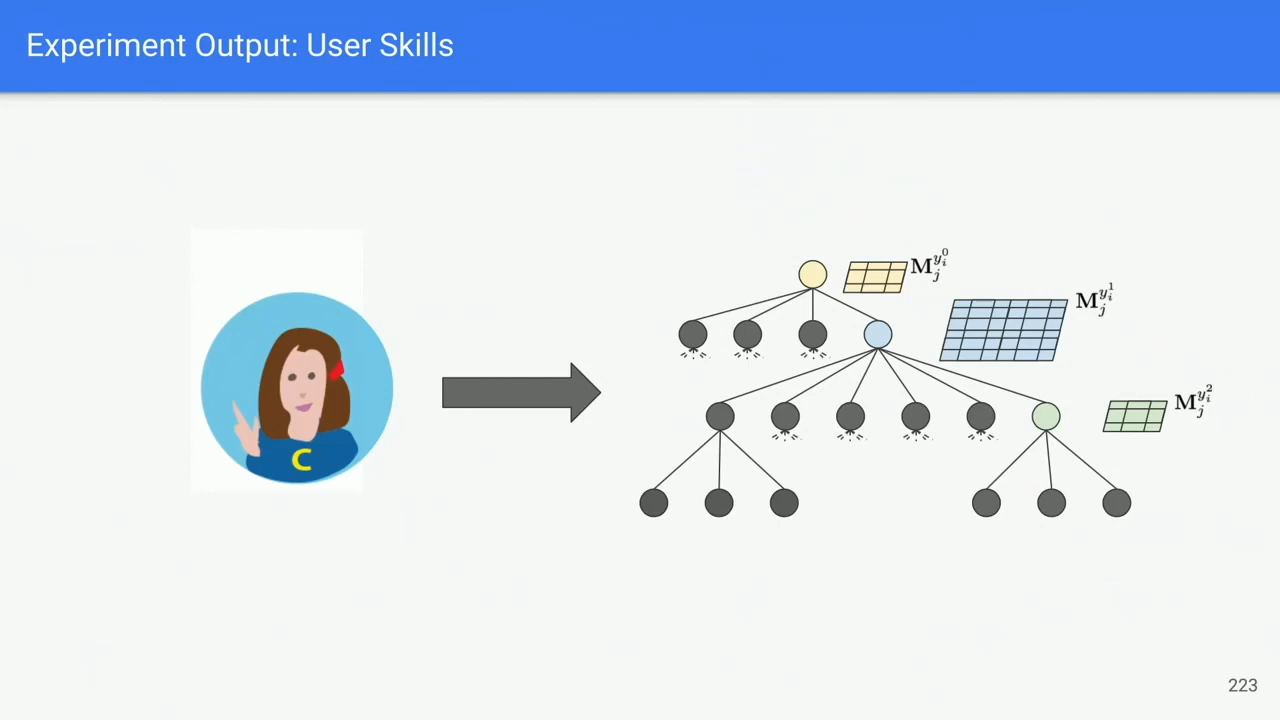 Experiment Output: User Skills
M_j^{y_i^0}
M_j^{y_i^1}
M_j^{y_i^2}
C
223